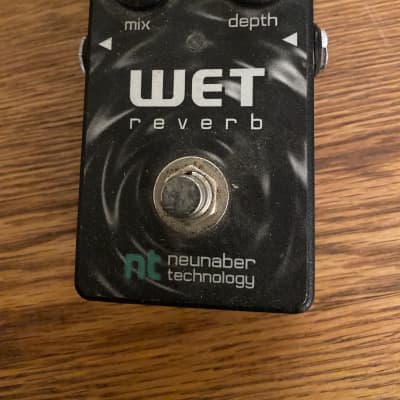 mix depth
WET
reverb
nt neunaber
technology